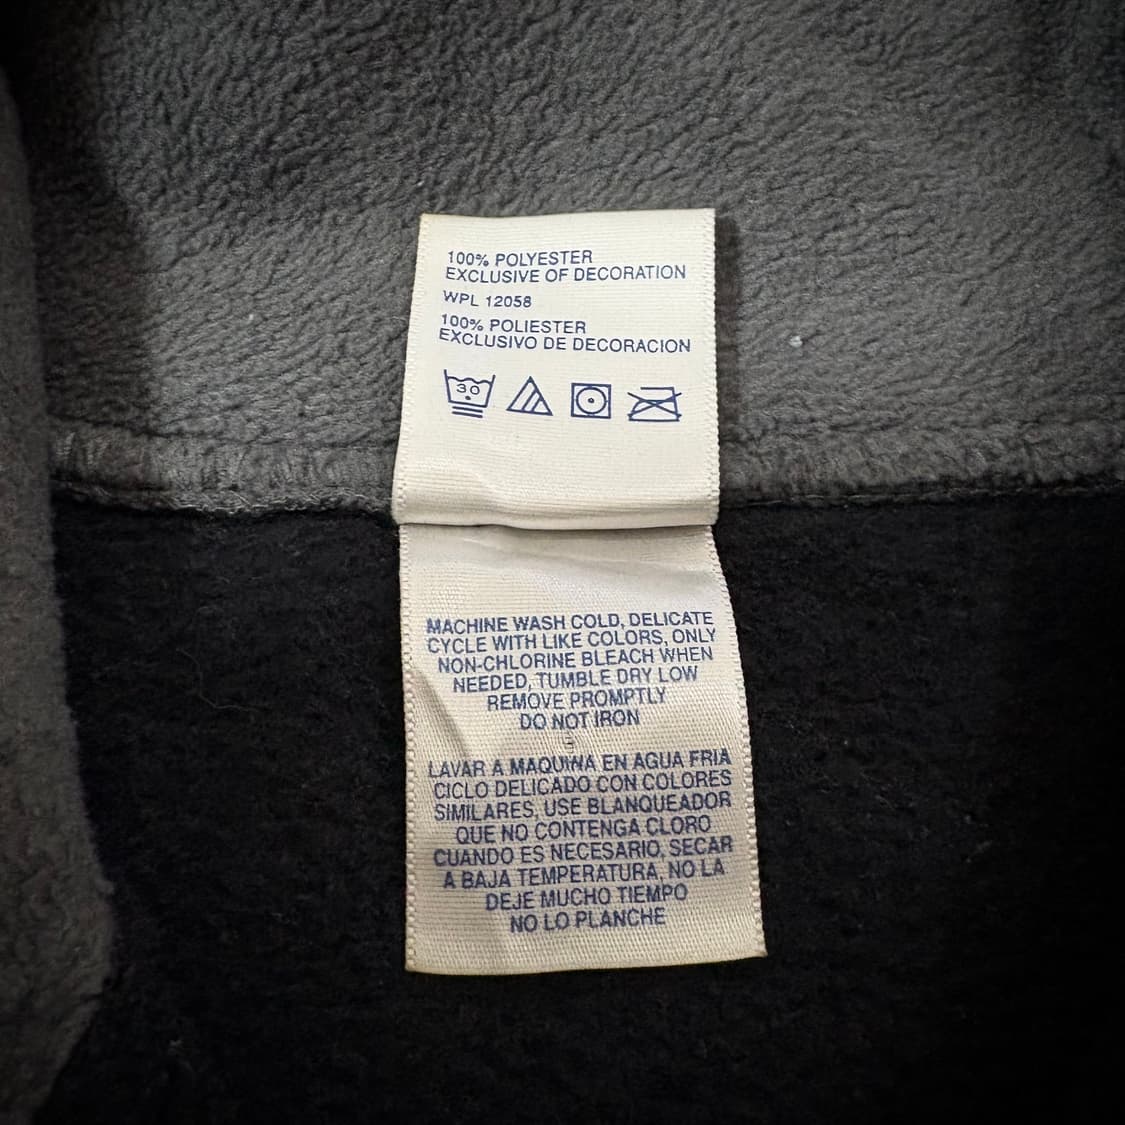 100% POLYESTER
EXCLUSIVE OF DECORATION
WPL 12058
100% POLIESTER
EXCLUSIVO DE DECORACION
30
MACHINE WASH COLD, DELICATE
CYCLE WITH LIKE COLORS, ONLY
NON-CHLORINE BLEACH WHEN
NEEDED, TUMBLE DRY LOW
REMOVE PROMPTLY
DO NOT IRON
LAVAR A MAQUINA EN AGUA FRIA
CICLO DELICADO CON COLORES
SIMILARES, USE BLANQUEADOR
QUE NO CONTENGA CLORO
CUANDO ES NECESARIO, SECAR
A BAJA TEMPERATURA, NO LA
DEJE MUCHO TIEMPO
NO LO PLANCHE